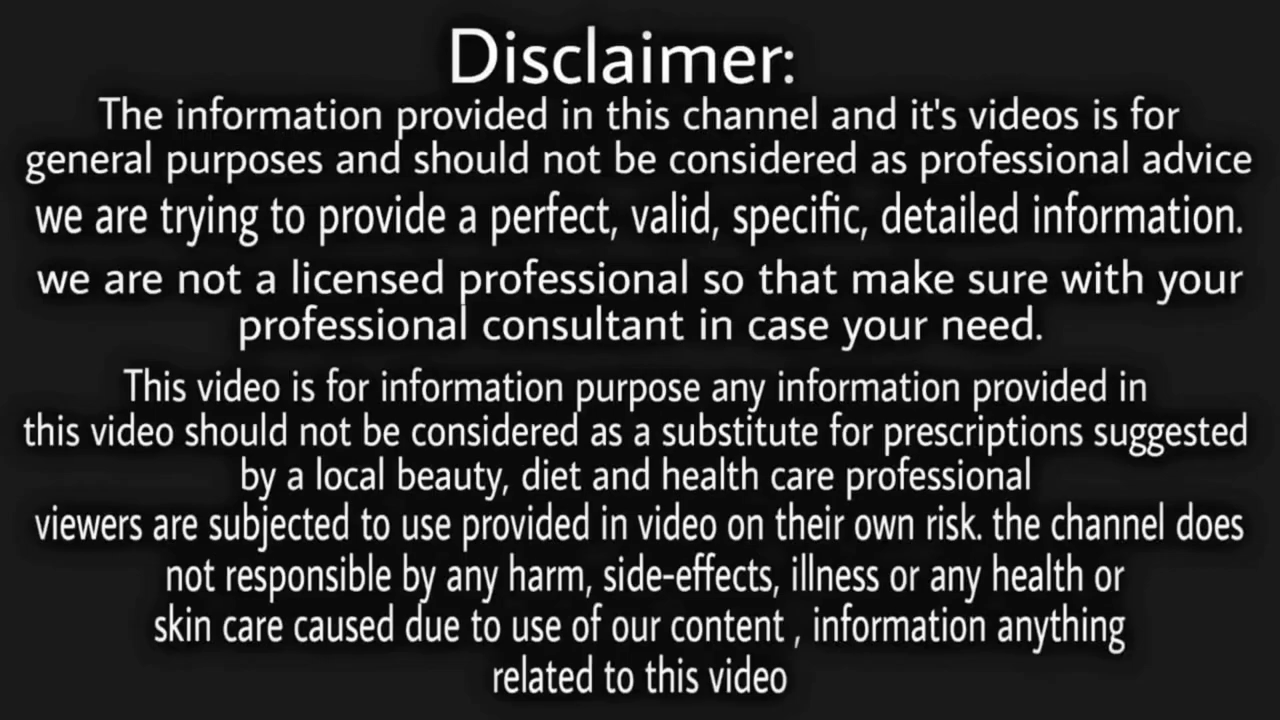 Disclaimer:
The information provided in this channel and it's videos is for
general purposes and should not be considered as professional advice
we are trying to provide a perfect, valid, specific, detailed information.
we are not a licensed professional so that make sure with your
professional consultant in case your need.
This video is for information purpose any information provided in
this video should not be considered as a substitute for prescriptions suggested
by a local beauty, diet and health care professional
viewers are subjected to use provided in video on their own risk. the channel does
not responsible by any harm, side-effects, illness or any health or
skin care caused due to use of our content , information anything
related to this video